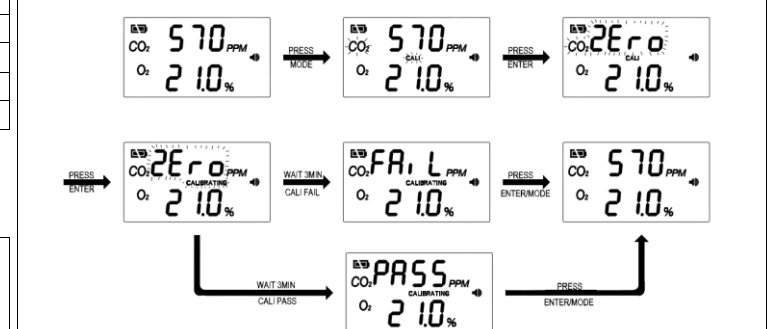 CO₂ 570 PPM
O₂ 21.0 %
PRESS
MODE
CO₂ 570 PPM
CALI
O₂ 21.0 %
PRESS
ENTER
CO₂ 2Ero
CALI
O₂ 21.0 %
PRESS
ENTER
CO₂ 2Ero PPM
CALIBRATING
O₂ 21.0 %
WAIT 3MIN
CALI FAIL
CO₂ FAiL PPM
CALIBRATING
O₂ 21.0 %
PRESS
ENTER/MODE
CO₂ 570 PPM
O₂ 21.0 %
WAIT 3MIN
CALI PASS
CO₂ PASS PPM
CALIBRATING
O₂ 21.0 %
PRESS
ENTER/MODE